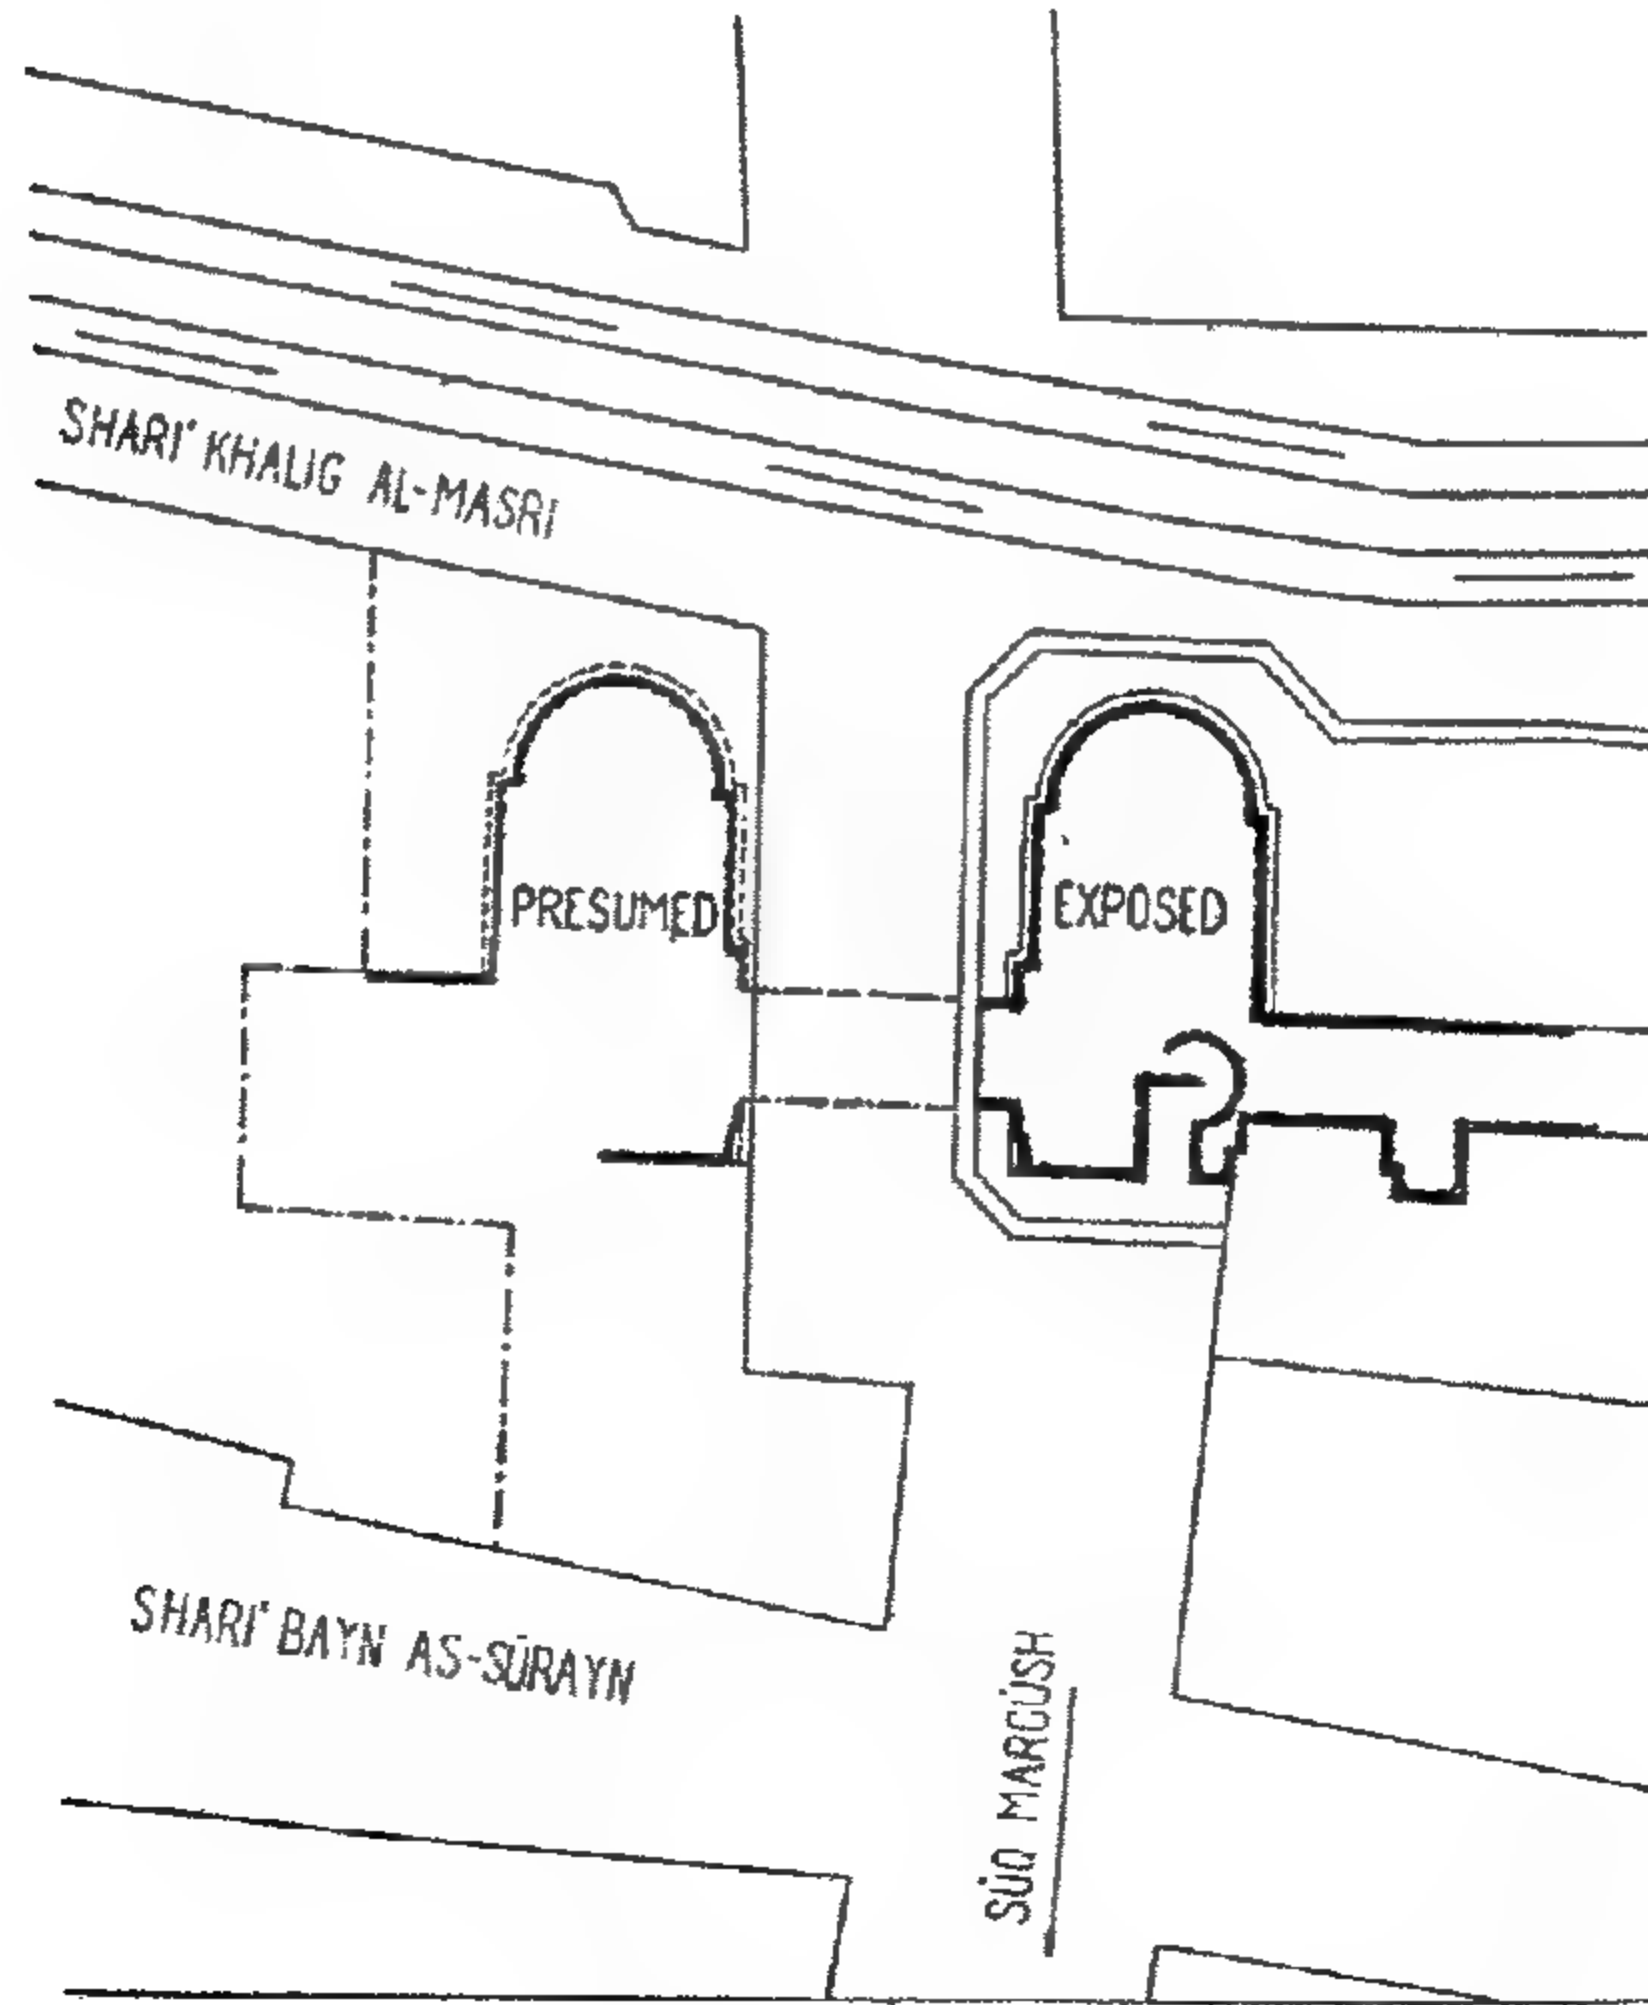 SHARI' KHALIG AL-MASRI
PRESUMED
EXPOSED
SHARI' BAYN AS-SŪRAYN
SŪQ MARGŪSH